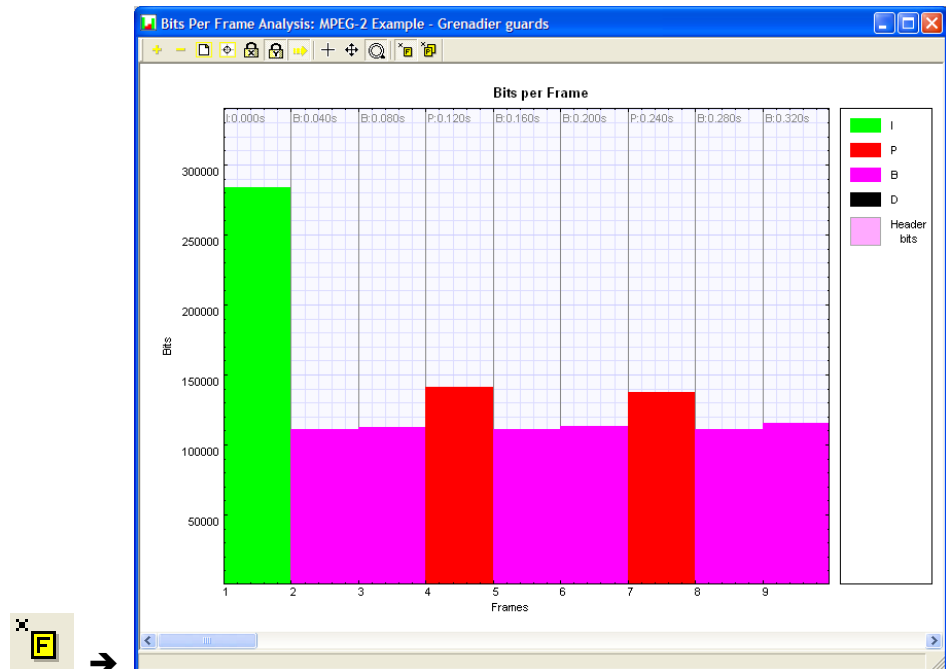 Bits Per Frame Analysis: MPEG-2 Example - Grenadier guards
F F
Bits per Frame
I:0.000s B:0.040s B:0.080s P:0.120s B:0.160s B:0.200s P:0.240s B:0.280s B:0.320s
300000
250000
200000
150000
100000
50000
Bits
1 2 3 4 5 6 7 8 9
Frames
I
P
B
D
Header
bits
F